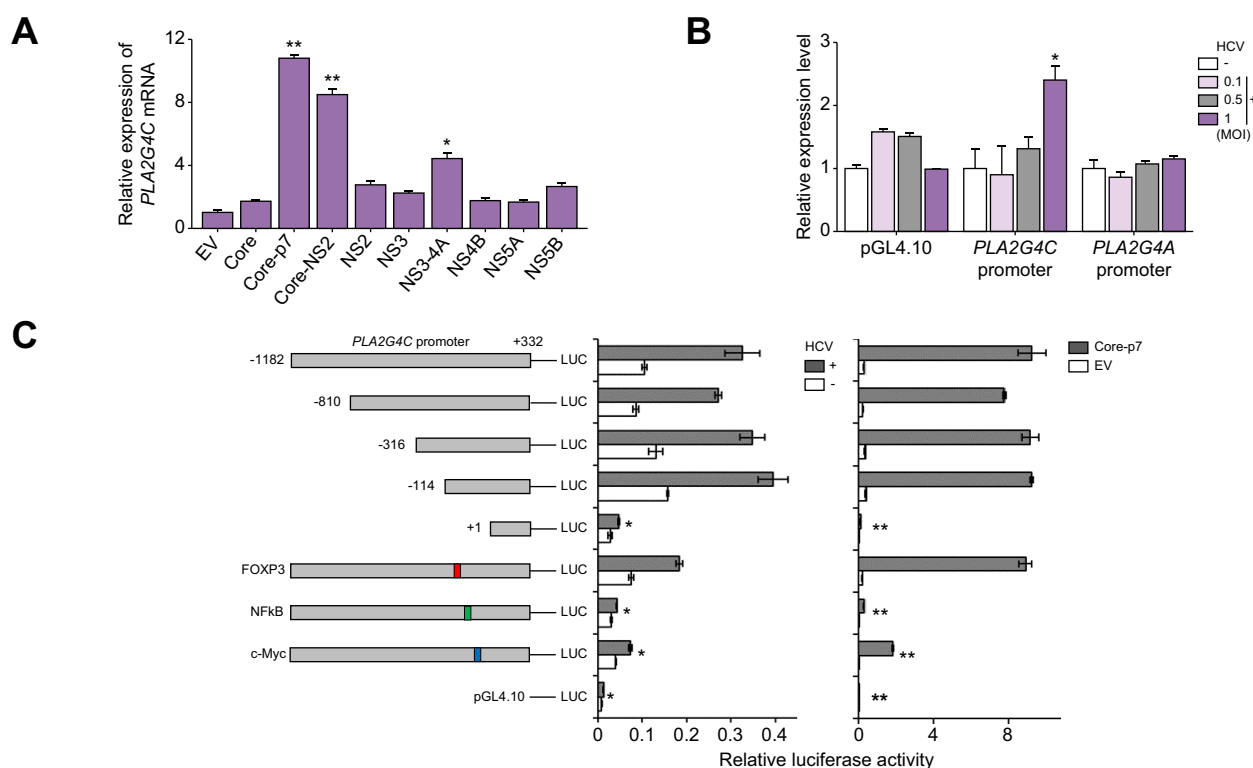 A
Relative expression of
PLA2G4C mRNA
12
8
4
0
**
**
*
EV
Core
Core-p7
Core-NS2
NS2
NS3
NS3-4A
NS4B
NS5A
NS5B
B
Relative expression level
3
2
1
0
*
pGL4.10
PLA2G4C
promoter
PLA2G4A
promoter
HCV
-
0.1
0.5 +
1
(MOI)
C
PLA2G4C promoter +332
-1182 LUC
-810 LUC
-316 LUC
-114 LUC
+1 LUC * **
FOXP3 LUC
NFkB LUC * **
c-Myc LUC * **
pGL4.10 LUC * **
HCV
+
-
Core-p7
EV
0 0.1 0.2 0.3 0.4
0 4 8
Relative luciferase activity